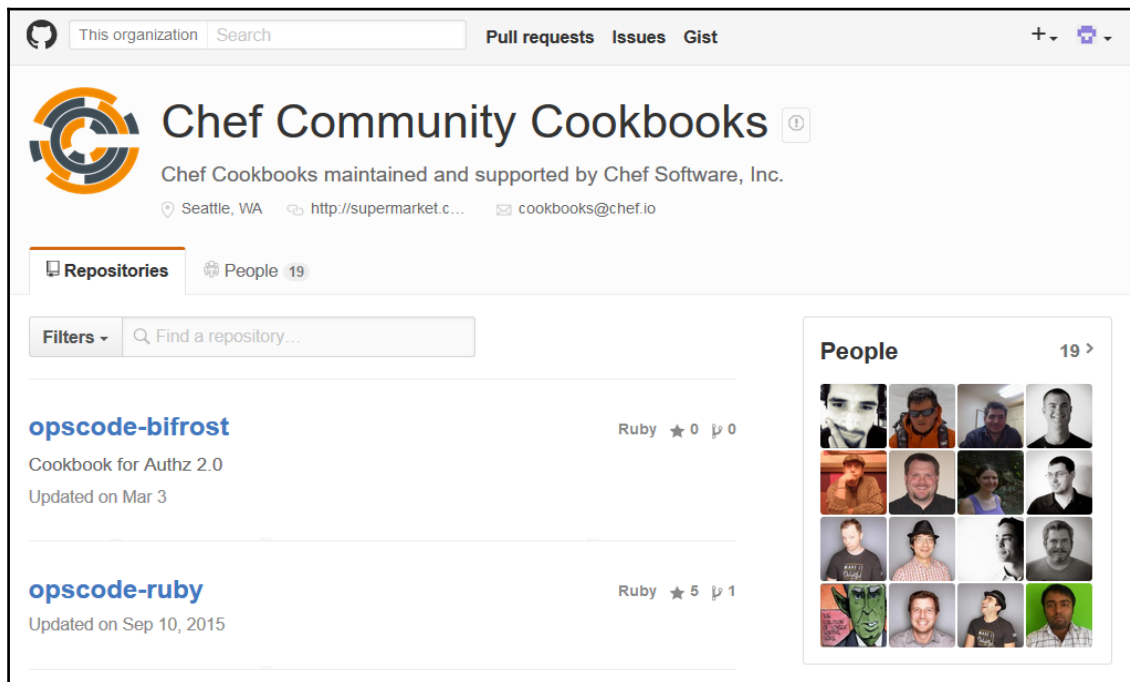 This organization Search Pull requests Issues Gist
Chef Community Cookbooks
Chef Cookbooks maintained and supported by Chef Software, Inc.
Seattle, WA http://supermarket.c... cookbooks@chef.io
Repositories People 19
Filters Find a repository...
People 19
opscode-bifrost Ruby 0 0
Cookbook for Authz 2.0
Updated on Mar 3
opscode-ruby Ruby 5 1
Updated on Sep 10, 2015